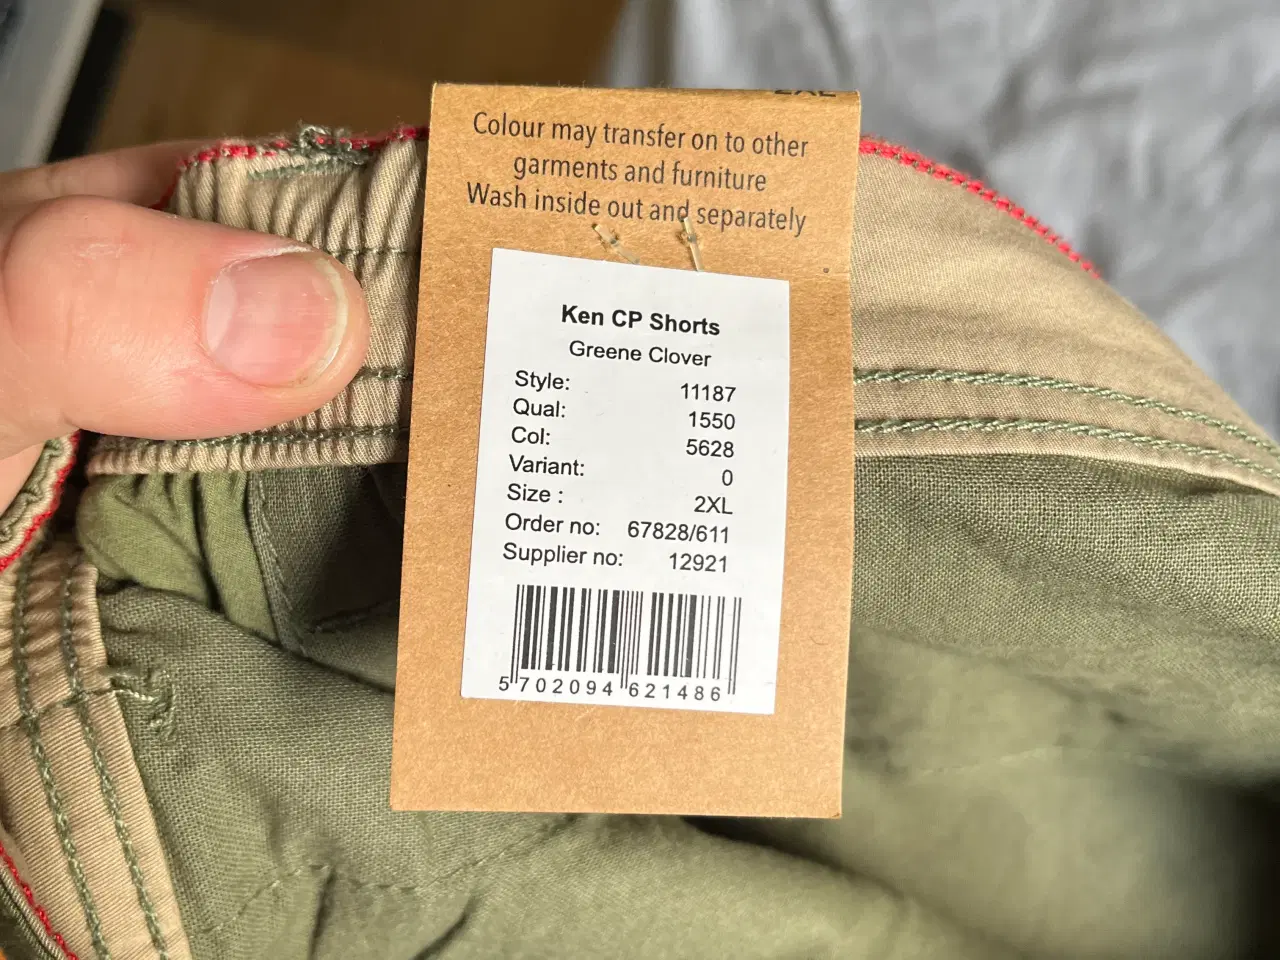 2XL
Colour may transfer on to other
garments and furniture
Wash inside out and separately
Ken CP Shorts
Greene Clover
Style: 11187
Qual: 1550
Col: 5628
Variant: 0
Size : 2XL
Order no: 67828/611
Supplier no: 12921
5 702094 621486